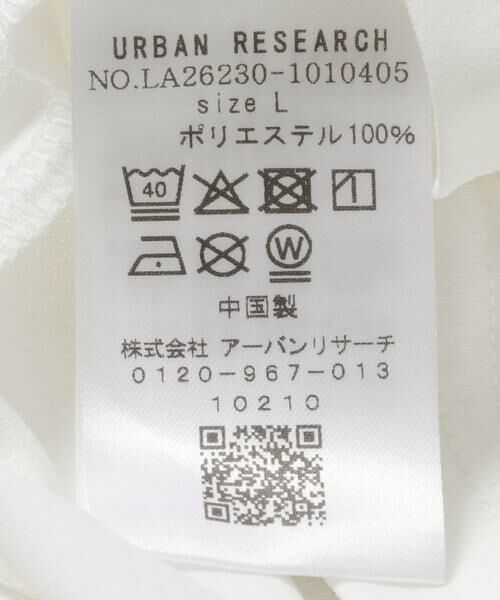 URBAN RESEARCH
NO.LA26230-1010405
size L
ポリエステル100%
40
W
中国製
株式会社 アーバンリサーチ
0120-967-013
10210